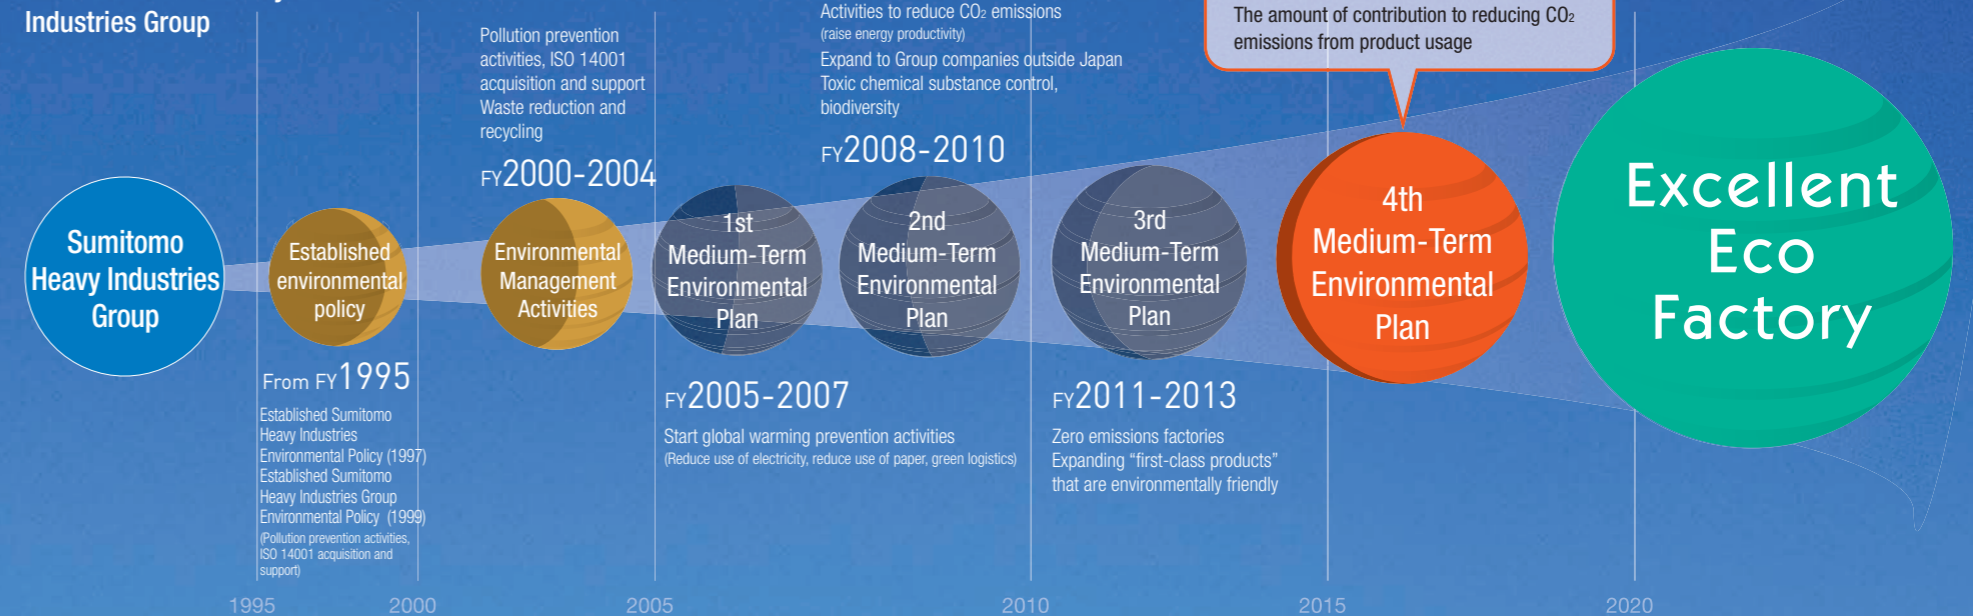 Industries Group
Sumitomo
Heavy Industries
Group
Established
environmental
policy
From FY1995
Established Sumitomo
Heavy Industries
Environmental Policy (1997)
Established Sumitomo
Heavy Industries Group
Environmental Policy (1999)
(Pollution prevention activities,
ISO 14001 acquisition and
support)
Pollution prevention
activities, ISO 14001
acquisition and support
Waste reduction and
recycling
FY2000-2004
Environmental
Management
Activities
1st
Medium-Term
Environmental
Plan
FY2005-2007
Start global warming prevention activities
(Reduce use of electricity, reduce use of paper, green logistics)
Activities to reduce CO2 emissions
(raise energy productivity)
Expand to Group companies outside Japan
Toxic chemical substance control,
biodiversity
FY2008-2010
2nd
Medium-Term
Environmental
Plan
3rd
Medium-Term
Environmental
Plan
FY2011-2013
Zero emissions factories
Expanding “first-class products”
that are environmentally friendly
The amount of contribution to reducing CO2
emissions from product usage
4th
Medium-Term
Environmental
Plan
Excellent
Eco
Factory
1995
2000
2005
2010
2015
2020